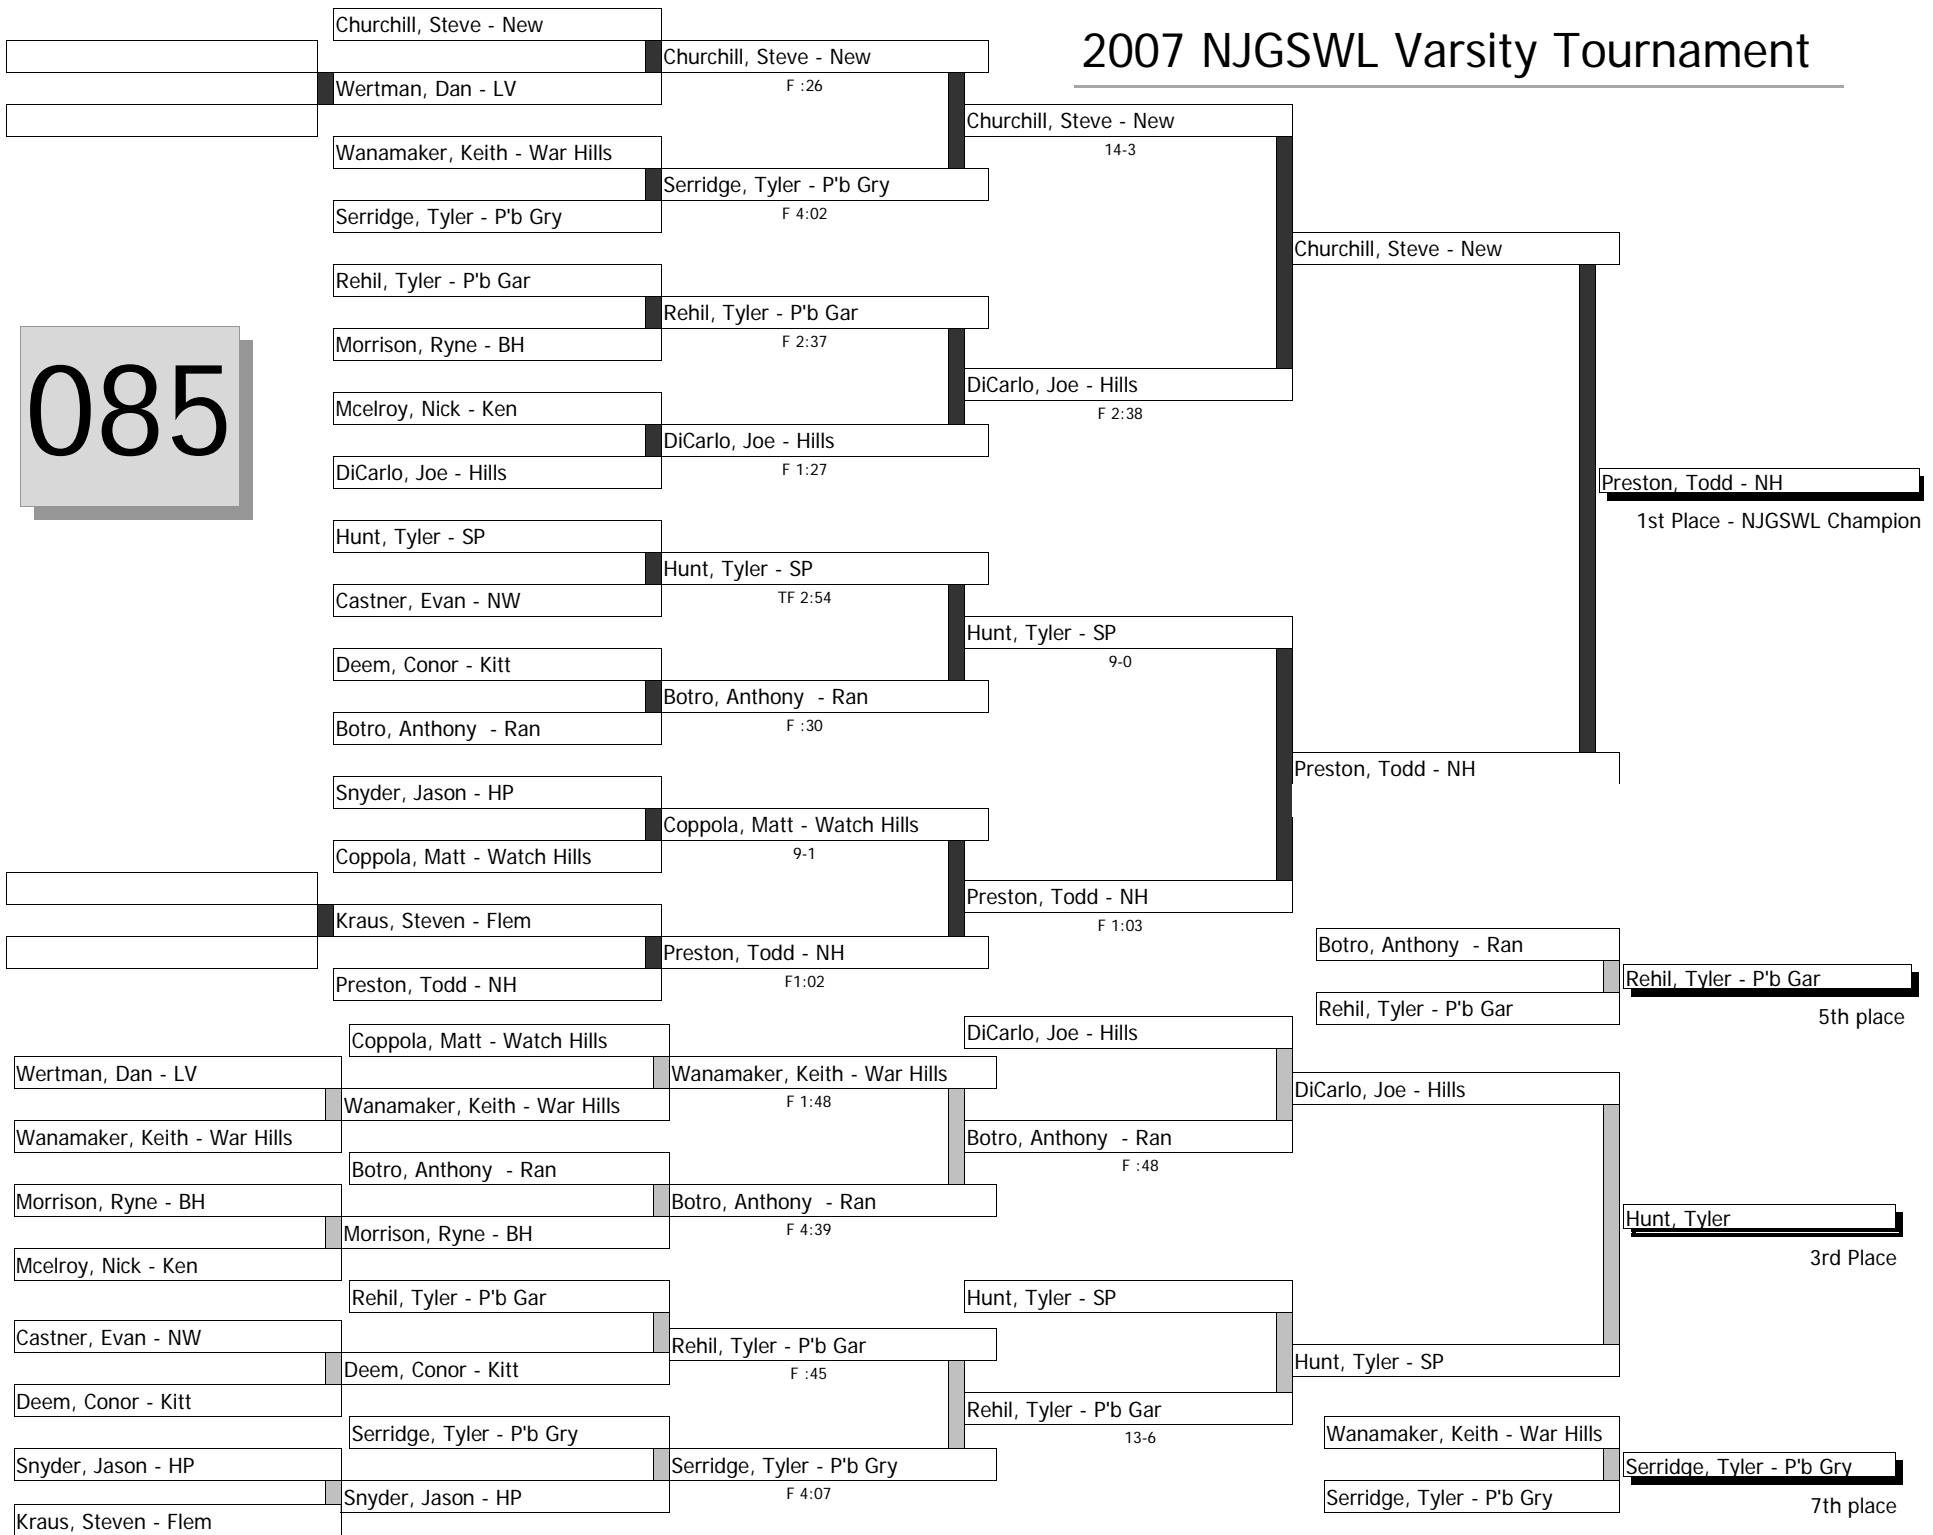 2007 NJGSWL Varsity Tournament
085
Churchill, Steve - New
Wertman, Dan - LV
Wanamaker, Keith - War Hills
Serridge, Tyler - P'b Gry
Rehil, Tyler - P'b Gar
Morrison, Ryne - BH
Mcelroy, Nick - Ken
DiCarlo, Joe - Hills
Hunt, Tyler - SP
Castner, Evan - NW
Deem, Conor - Kitt
Botro, Anthony  - Ran
Snyder, Jason - HP
Coppola, Matt - Watch Hills
Kraus, Steven - Flem
Preston, Todd - NH
Churchill, Steve - New
F :26
Serridge, Tyler - P'b Gry
F 4:02
Rehil, Tyler - P'b Gar
F 2:37
DiCarlo, Joe - Hills
F 1:27
Hunt, Tyler - SP
TF 2:54
Botro, Anthony  - Ran
F :30
Coppola, Matt - Watch Hills
9-1
Preston, Todd - NH
F1:02
Churchill, Steve - New
14-3
DiCarlo, Joe - Hills
F 2:38
Hunt, Tyler - SP
9-0
Preston, Todd - NH
F 1:03
Churchill, Steve - New
Preston, Todd - NH
Preston, Todd - NH
1st Place - NJGSWL Champion
Botro, Anthony  - Ran
Rehil, Tyler - P'b Gar
Rehil, Tyler - P'b Gar
5th place
Wertman, Dan - LV
Wanamaker, Keith - War Hills
Morrison, Ryne - BH
Mcelroy, Nick - Ken
Castner, Evan - NW
Deem, Conor - Kitt
Snyder, Jason - HP
Kraus, Steven - Flem
Coppola, Matt - Watch Hills
Wanamaker, Keith - War Hills
Botro, Anthony  - Ran
Morrison, Ryne - BH
Rehil, Tyler - P'b Gar
Deem, Conor - Kitt
Serridge, Tyler - P'b Gry
Snyder, Jason - HP
Wanamaker, Keith - War Hills
F 1:48
Botro, Anthony  - Ran
F 4:39
Rehil, Tyler - P'b Gar
F :45
Serridge, Tyler - P'b Gry
F 4:07
DiCarlo, Joe - Hills
Botro, Anthony  - Ran
F :48
Hunt, Tyler - SP
Rehil, Tyler - P'b Gar
13-6
DiCarlo, Joe - Hills
Hunt, Tyler - SP
Hunt, Tyler
3rd Place
Wanamaker, Keith - War Hills
Serridge, Tyler - P'b Gry
Serridge, Tyler - P'b Gry
7th place